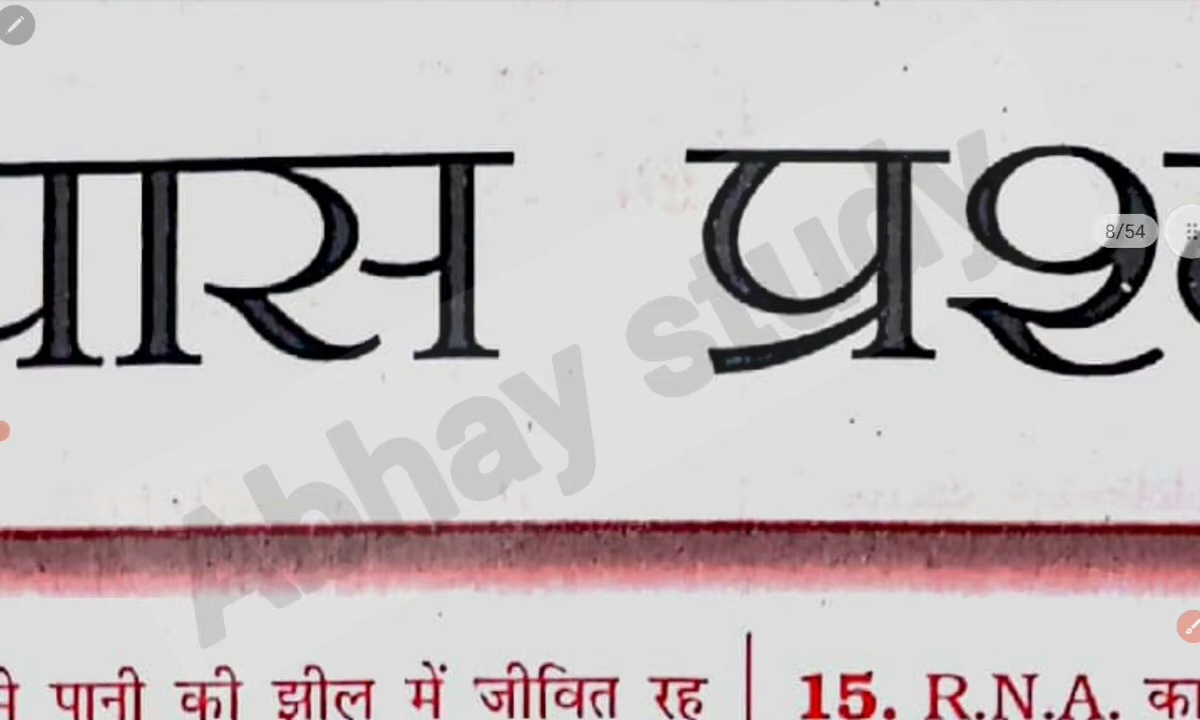 यास प्रश्न
8/54
Abhay study
पानी की झील में जीवित रह
15. R.N.A. का